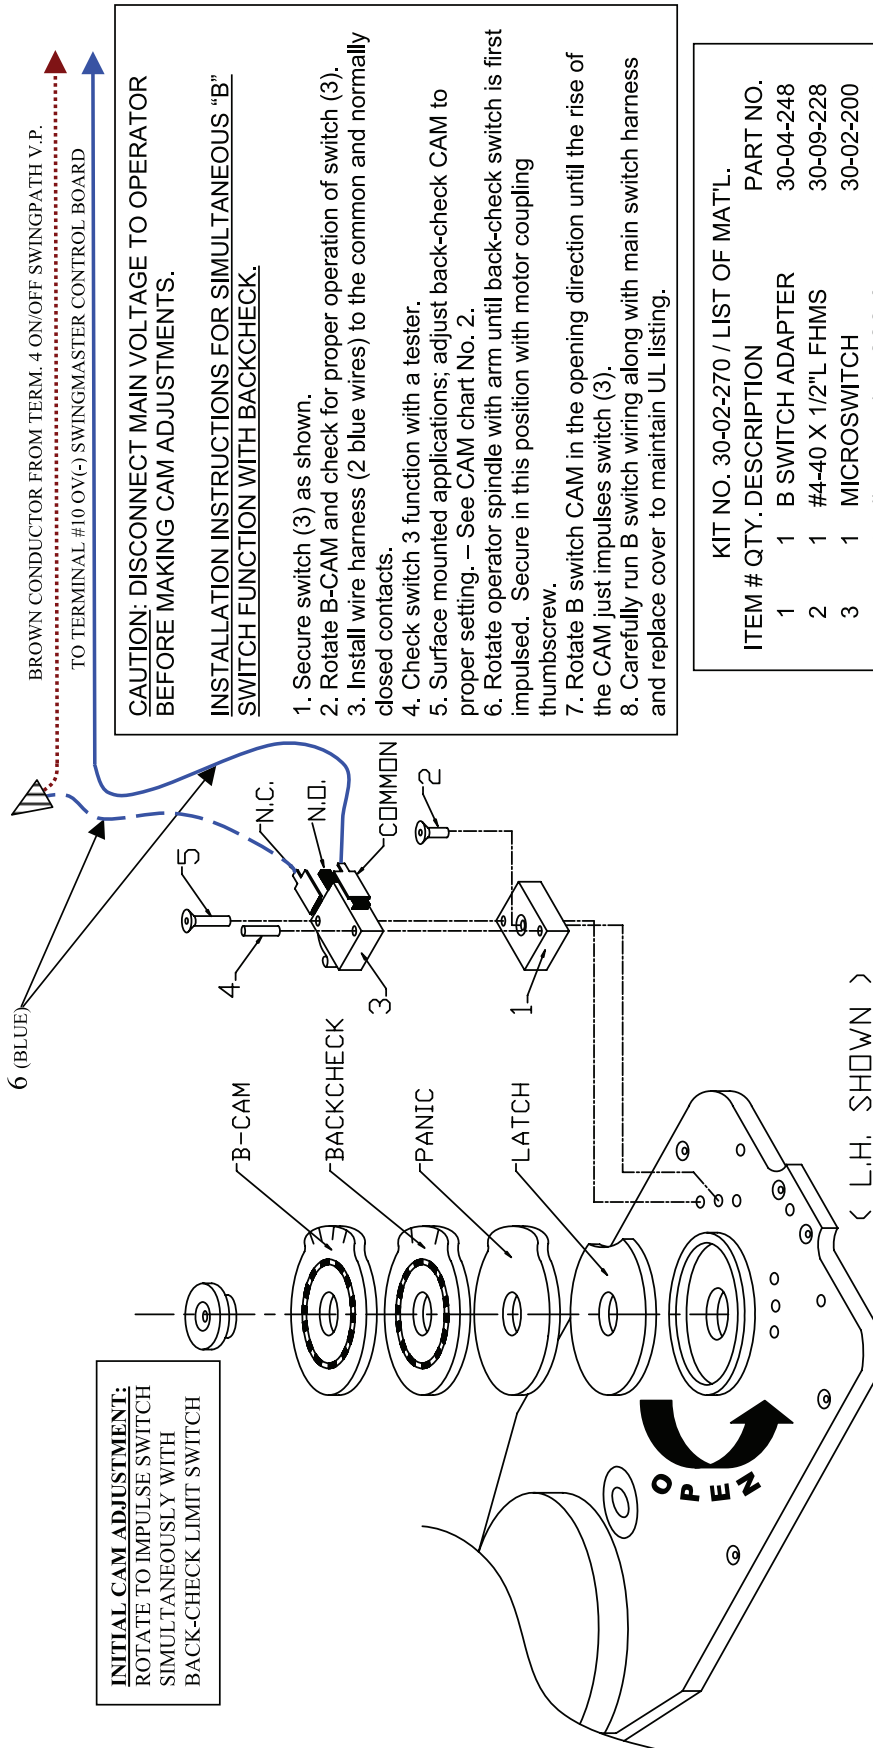 BROWN CONDUCTOR FROM TERM. 4 ON/OFF SWINGPATH V.P.
TO TERMINAL #10 OV(-) SWINGMASTER CONTROL BOARD
6 (BLUE)
CAUTION: DISCONNECT MAIN VOLTAGE TO OPERATOR
BEFORE MAKING CAM ADJUSTMENTS.
INSTALLATION INSTRUCTIONS FOR SIMULTANEOUS “B”
SWITCH FUNCTION WITH BACKCHECK.
1. Secure switch (3) as shown.
2. Rotate B-CAM and check for proper operation of switch (3).
3. Install wire harness (2 blue wires) to the common and normally
closed contacts.
4. Check switch 3 function with a tester.
5. Surface mounted applications; adjust back-check CAM to
proper setting. – See CAM chart No. 2.
6. Rotate operator spindle with arm until back-check switch is first
impulsed. Secure in this position with motor coupling
thumbscrew.
7. Rotate B switch CAM in the opening direction until the rise of
the CAM just impulses switch (3).
8. Carefully run B switch wiring along with main switch harness
and replace cover to maintain UL listing.
KIT NO. 30-02-270 / LIST OF MAT'L.
ITEM # QTY. DESCRIPTION PART NO.
1 1 B SWITCH ADAPTER 30-04-248
2 1 #4-40 X 1/2"L FHMS 30-09-228
3 1 MICROSWITCH 30-02-200
INITIAL CAM ADJUSTMENT:
ROTATE TO IMPULSE SWITCH
SIMULTANEOUSLY WITH
BACK-CHECK LIMIT SWITCH
B-CAM
BACKCHECK
PANIC
LATCH
5
4
3
N.C.
N.O.
COMMON
2
1
OPEN
( L.H. SHOWN )